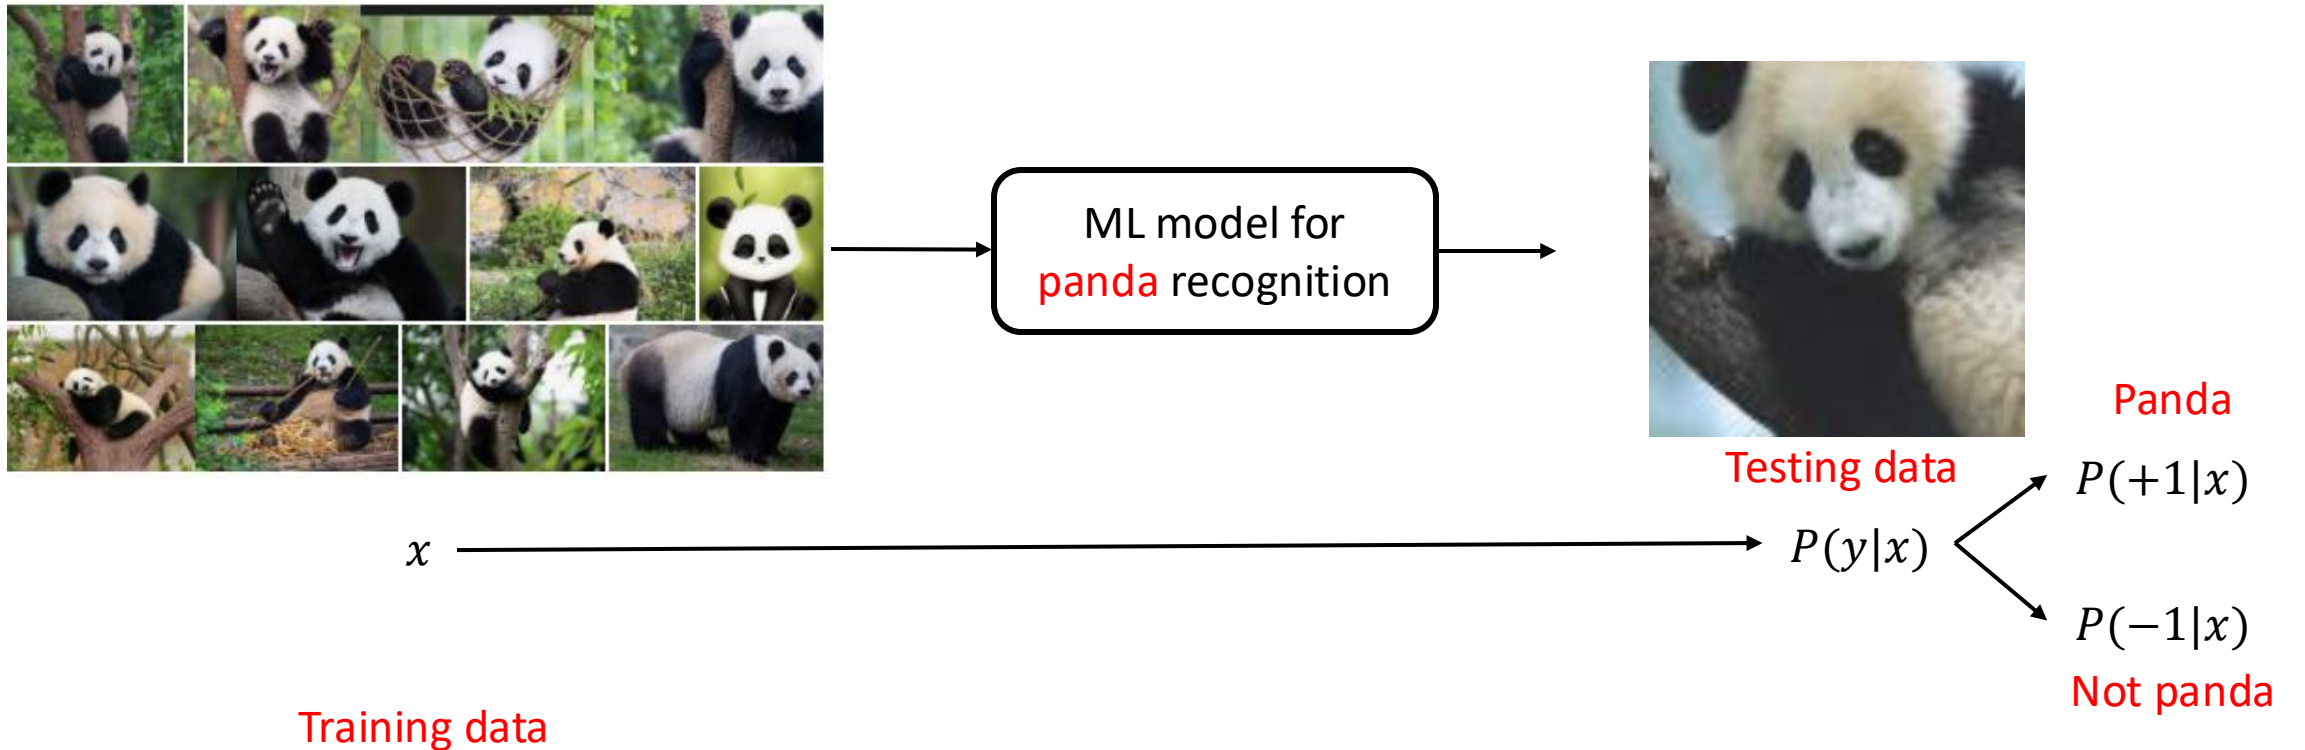 ML model for
panda recognition
Panda
Testing data
P(+1|x)
x
P(y|x)
P(−1|x)
Not panda
Training data